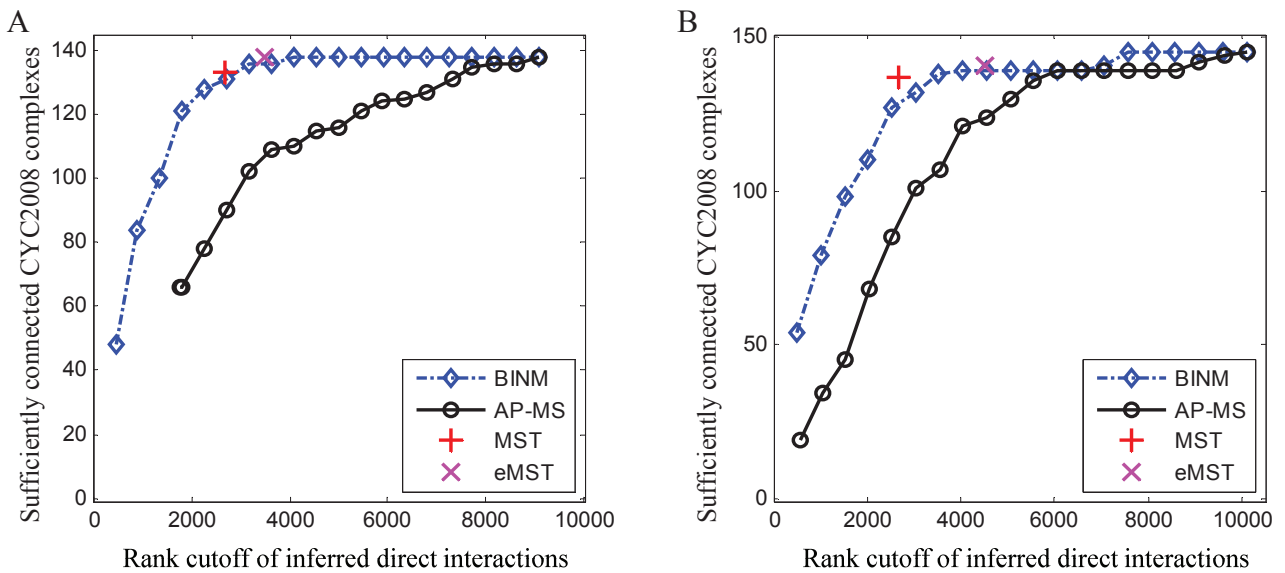 A
Sufficiently connected CYC2008 complexes
140
120
100
80
60
40
20
0
0 2000 4000 6000 8000 10000
Rank cutoff of inferred direct interactions
BINM
AP-MS
MST
eMST
B
Sufficiently connected CYC2008 complexes
150
100
50
0
0 2000 4000 6000 8000 10000
Rank cutoff of inferred direct interactions
BINM
AP-MS
MST
eMST